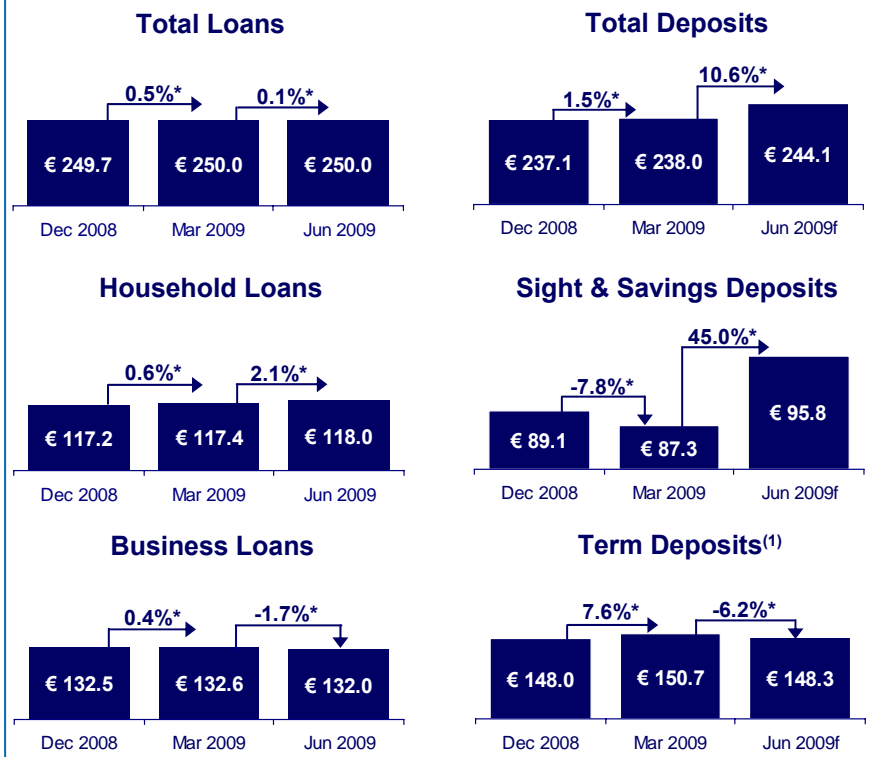 Total Loans
0.5%*
0.1%*
€ 249.7
€ 250.0
€ 250.0
Dec 2008
Mar 2009
Jun 2009
Total Deposits
1.5%*
10.6%*
€ 237.1
€ 238.0
€ 244.1
Dec 2008
Mar 2009
Jun 2009f
Household Loans
0.6%*
2.1%*
€ 117.2
€ 117.4
€ 118.0
Dec 2008
Mar 2009
Jun 2009
Sight & Savings Deposits
-7.8%*
45.0%*
€ 89.1
€ 87.3
€ 95.8
Dec 2008
Mar 2009
Jun 2009f
Business Loans
0.4%*
-1.7%*
€ 132.5
€ 132.6
€ 132.0
Dec 2008
Mar 2009
Jun 2009
Term Deposits(1)
7.6%*
-6.2%*
€ 148.0
€ 150.7
€ 148.3
Dec 2008
Mar 2009
Jun 2009f